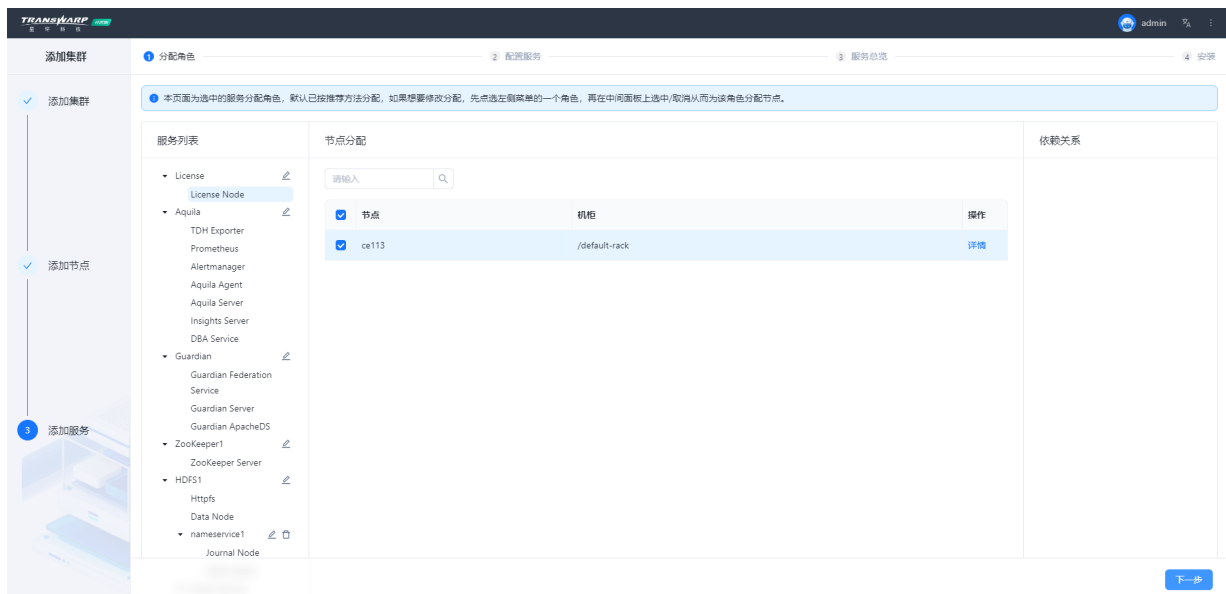 TRANSWARP
星环科技
admin
添加集群
1 分配角色
2 配置服务
3 服务总览
4 安装
添加集群
本页面为选中的服务分配角色，默认已按推荐方法分配，如果想要修改分配，先点选左侧菜单的一个角色，再在中间面板上选中/取消从而为该角色分配节点。
服务列表
节点分配
依赖关系
License
请输入
License Node
Aquila
节点
机柜
操作
TDH Exporter
Prometheus
ce113
/default-rack
详情
添加节点
Alertmanager
Aquila Agent
Aquila Server
Insights Server
DBA Service
Guardian
Guardian Federation
Service
Guardian Server
Guardian ApacheDS
3 添加服务
ZooKeeper1
ZooKeeper Server
HDFS1
Httpfs
Data Node
nameservice1
Journal Node
下一步